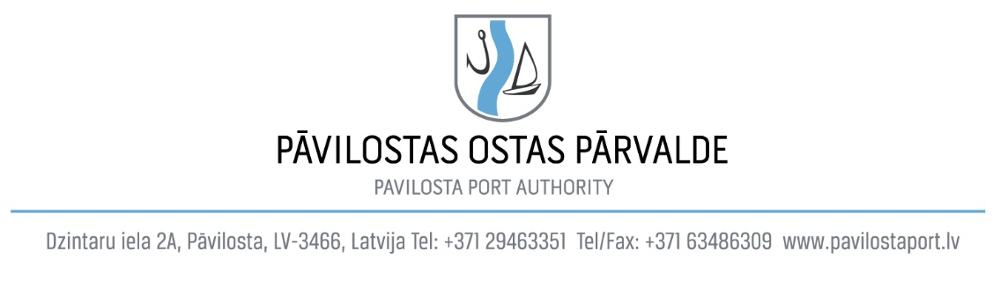 PĀVILOSTAS OSTAS PĀRVALDE
PAVILOSTA PORT AUTHORITY
Dzintaru iela 2A, Pāvilosta, LV-3466, Latvija Tel: +371 29463351 Tel/Fax: +371 63486309 www.pavilostaport.lv